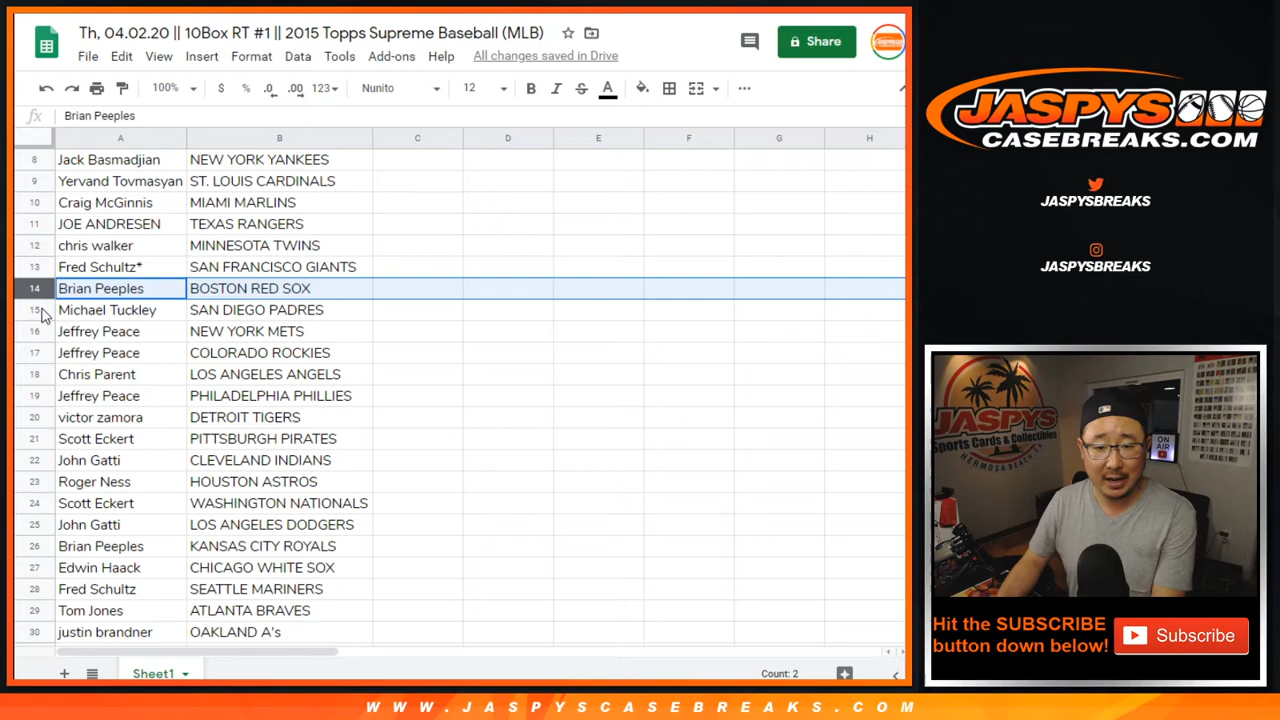 Th, 04.02.20 || 10Box RT #1 || 2015 Topps Supreme Baseball (MLB)
File Edit View Insert Format Data Tools Add-ons Help All changes saved in Drive
Share
100% $ % .0 .00 123 Nunito 12 B I S A
fx Brian Peeples
A B C D E F G H
8 Jack Basmadjian NEW YORK YANKEES
9 Yervand Tovmasyan ST. LOUIS CARDINALS
10 Craig McGinnis MIAMI MARLINS
11 JOE ANDRESEN TEXAS RANGERS
12 chris walker MINNESOTA TWINS
13 Fred Schultz* SAN FRANCISCO GIANTS
14 Brian Peeples BOSTON RED SOX
15 Michael Tuckley SAN DIEGO PADRES
16 Jeffrey Peace NEW YORK METS
17 Jeffrey Peace COLORADO ROCKIES
18 Chris Parent LOS ANGELES ANGELS
19 Jeffrey Peace PHILADELPHIA PHILLIES
20 victor zamora DETROIT TIGERS
21 Scott Eckert PITTSBURGH PIRATES
22 John Gatti CLEVELAND INDIANS
23 Roger Ness HOUSTON ASTROS
24 Scott Eckert WASHINGTON NATIONALS
25 John Gatti LOS ANGELES DODGERS
26 Brian Peeples KANSAS CITY ROYALS
27 Edwin Haack CHICAGO WHITE SOX
28 Fred Schultz SEATTLE MARINERS
29 Tom Jones ATLANTA BRAVES
30 justin brandner OAKLAND A's
Sheet1
Count: 2
JASPYS
CASEBREAKS.COM
JASPYSBREAKS
JASPYSBREAKS
JASPYS
Sports Cards & Collectibles
HERMOSA BEACH, CA
ON
AIR
Hit the SUBSCRIBE
button down below!
Subscribe
WWW.JASPYSCASEBREAKS.COM